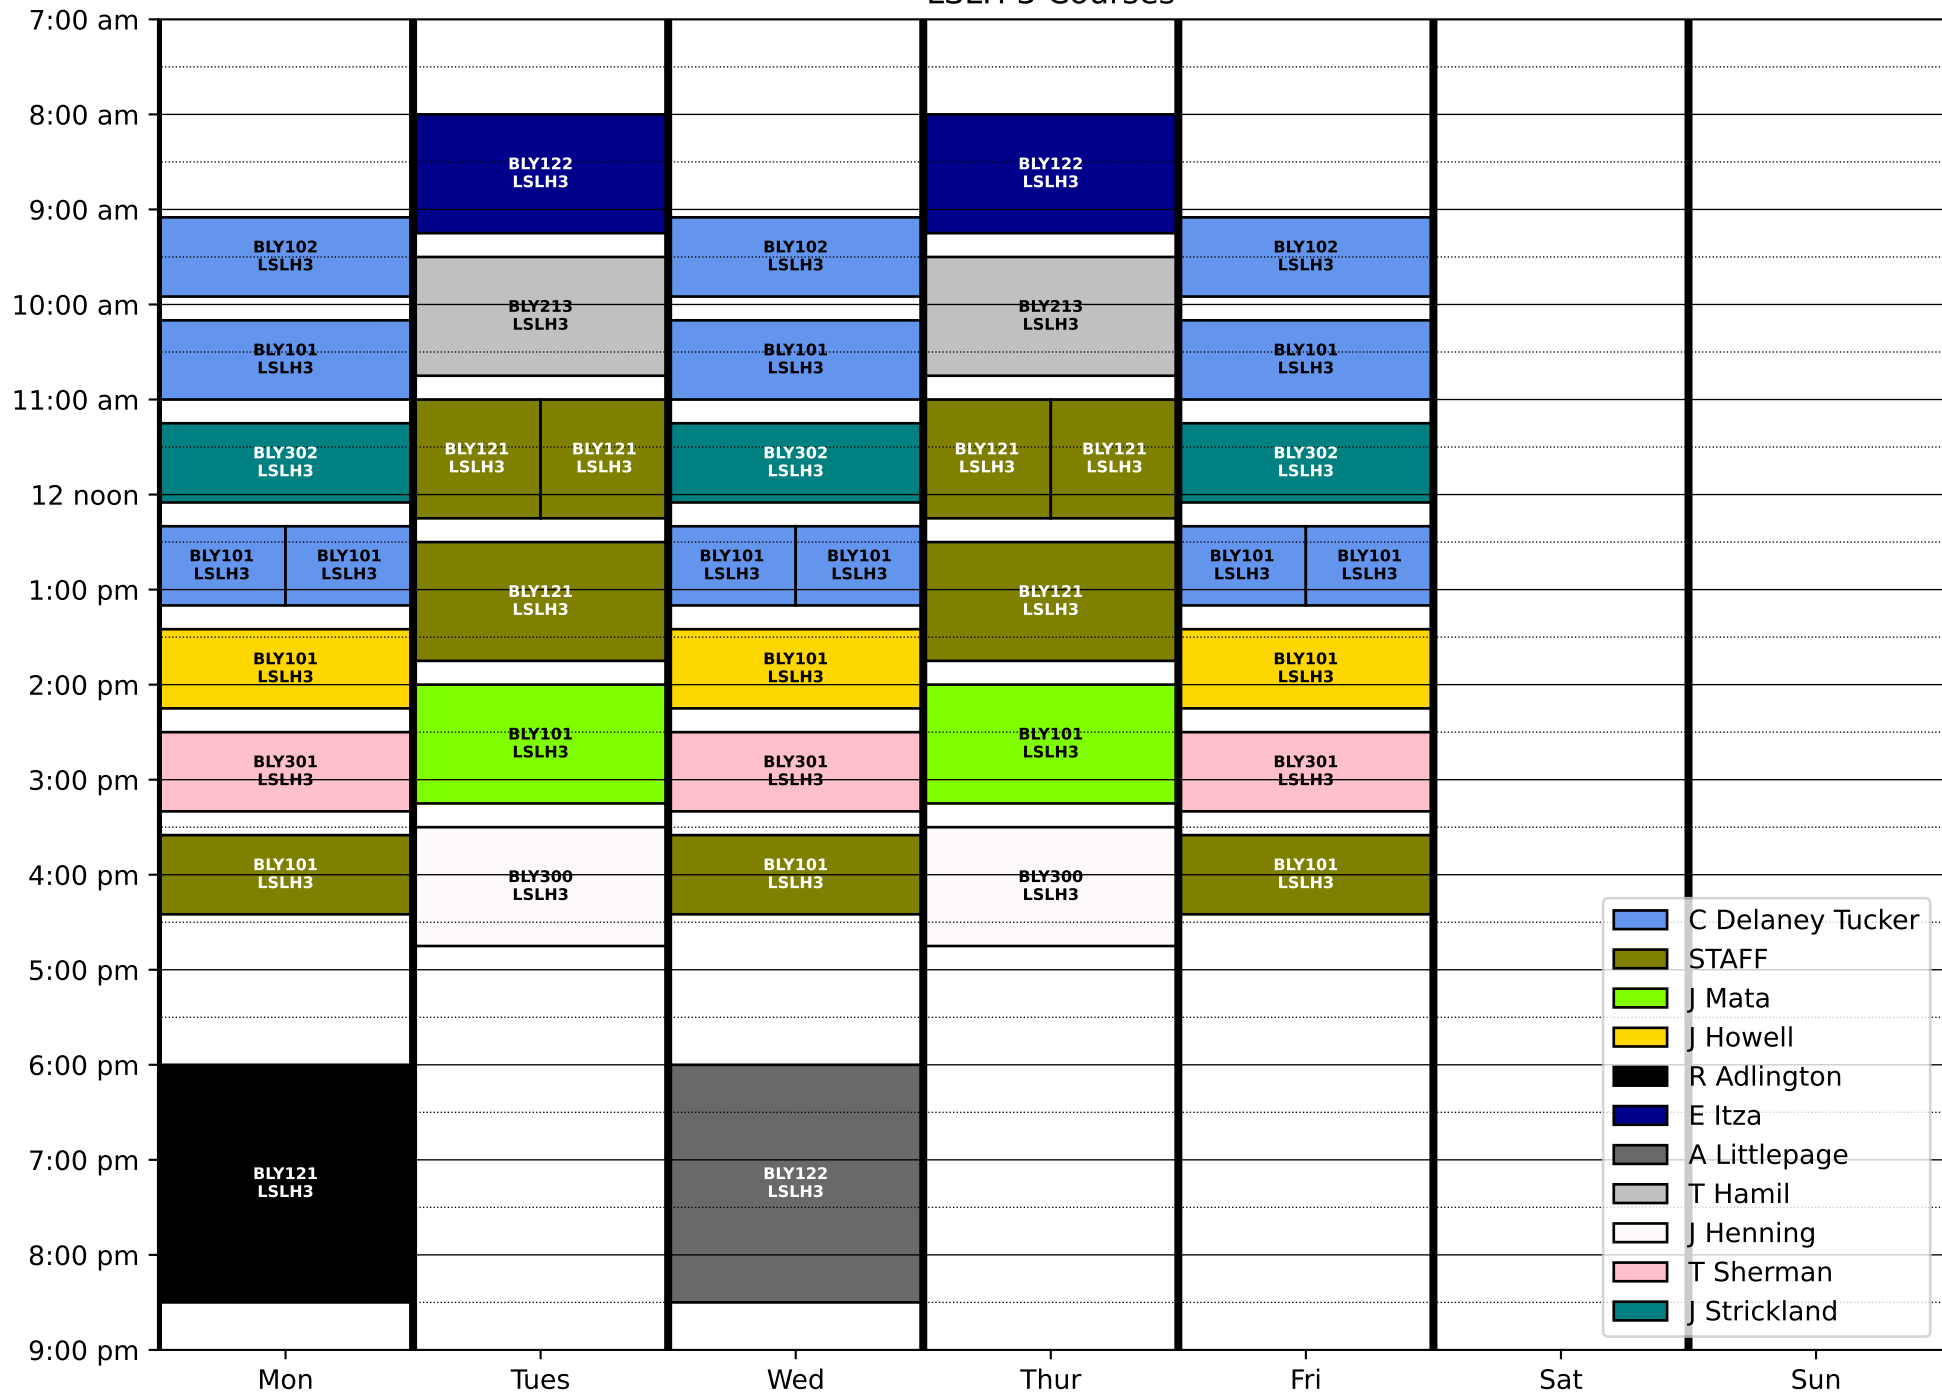 LSLH 3 Courses
7:00 am
8:00 am
BLY122
LSLH3
BLY122
LSLH3
9:00 am
BLY102
LSLH3
BLY102
LSLH3
BLY102
LSLH3
10:00 am
BLY213
LSLH3
BLY213
LSLH3
BLY101
LSLH3
BLY101
LSLH3
BLY101
LSLH3
11:00 am
BLY302
LSLH3
BLY121
LSLH3
BLY121
LSLH3
BLY302
LSLH3
BLY121
LSLH3
BLY121
LSLH3
BLY302
LSLH3
12 noon
BLY101
LSLH3
BLY101
LSLH3
BLY101
LSLH3
BLY101
LSLH3
BLY101
LSLH3
BLY101
LSLH3
1:00 pm
BLY121
LSLH3
BLY121
LSLH3
BLY101
LSLH3
BLY101
LSLH3
BLY101
LSLH3
2:00 pm
BLY101
LSLH3
BLY101
LSLH3
BLY301
LSLH3
BLY301
LSLH3
BLY301
LSLH3
3:00 pm
BLY101
LSLH3
BLY300
LSLH3
BLY101
LSLH3
BLY300
LSLH3
BLY101
LSLH3
4:00 pm
5:00 pm
6:00 pm
7:00 pm
BLY121
LSLH3
BLY122
LSLH3
8:00 pm
9:00 pm
C Delaney Tucker
STAFF
J Mata
J Howell
R Adlington
E Itza
A Littlepage
T Hamil
J Henning
T Sherman
J Strickland
Mon
Tues
Wed
Thur
Fri
Sat
Sun